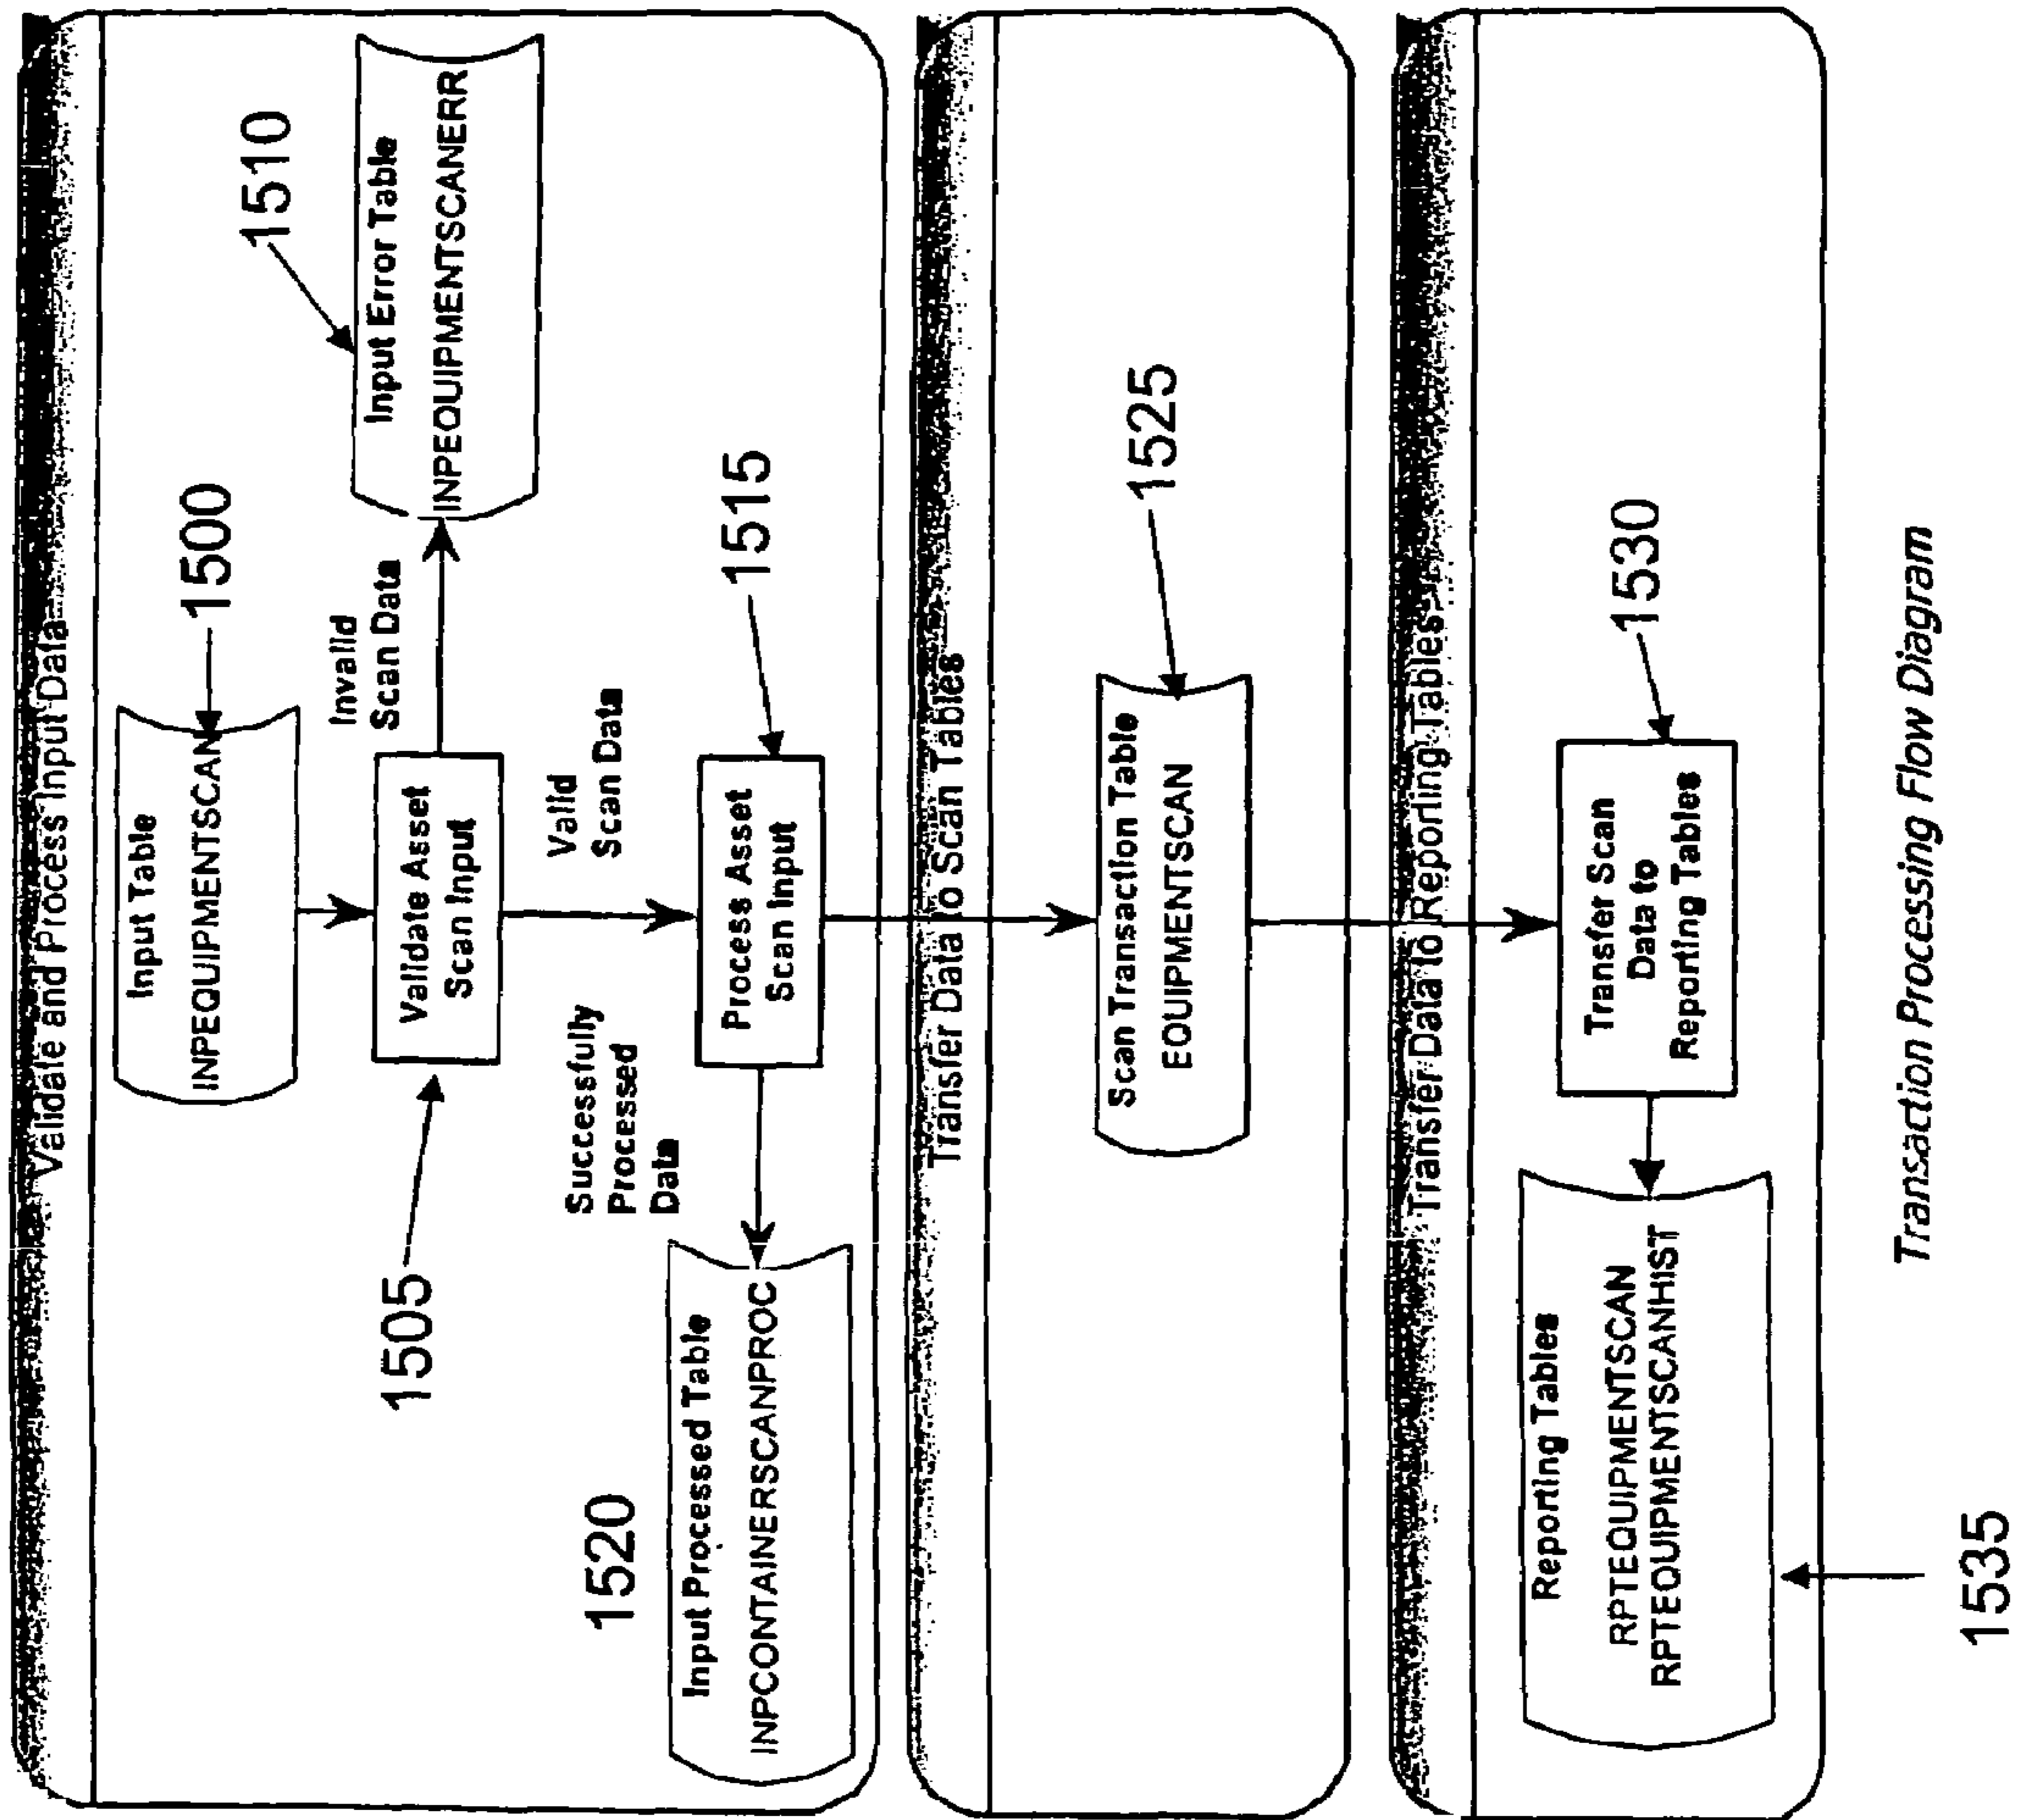 Validate and Process Input Data
Input Table
INPEQUIPMENTSCAN
1500
1505
Validate Asset
Scan Input
Invalid
Scan Data
1510
Input Error Table
INPEQUIPMENTSCANERR
Valid
Scan Data
Successfully
Processed
Data
1515
Process Asset
Scan Input
1520
Input Processed Table
INPCONTAINERSCANPROC
Transfer Data to Scan Tables
Scan Transaction Table
EQUIPMENTSCAN
1525
Transfer Data to Reporting Tables
1530
Transfer Scan
Data to
Reporting Tables
Reporting Tables
RPTEQUIPMENTSCAN
RPTEQUIPMENTSCANHIST
1535
Transaction Processing Flow Diagram